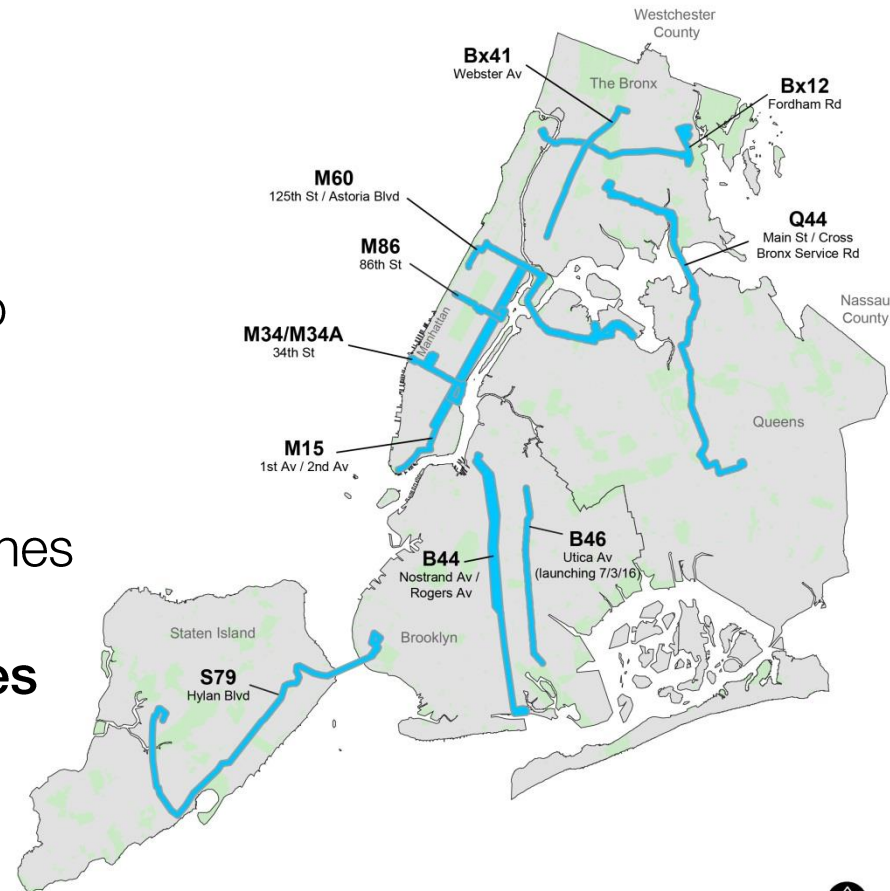 Westchester
County
Bx41
Webster Av
The Bronx
Bx12
Fordham Rd
M60
125th St / Astoria Blvd
M86
86th St
Q44
Main St / Cross
Bronx Service Rd
Nassau
County
Manhattan
M34/M34A
34th St
Queens
M15
1st Av / 2nd Av
B46
Utica Av
(launching 7/3/16)
B44
Nostrand Av /
Rogers Av
Staten Island
Brooklyn
S79
Hylan Blvd